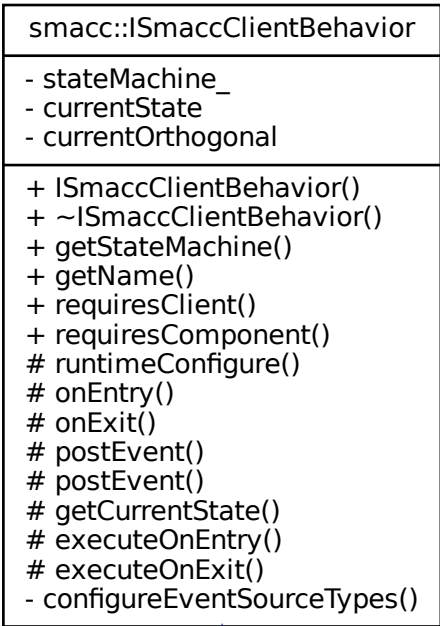 smacc::ISmaccClientBehavior
- stateMachine_
- currentState
- currentOrthogonal
+ ISmaccClientBehavior()
+ ~ISmaccClientBehavior()
+ getStateMachine()
+ getName()
+ requiresClient()
+ requiresComponent()
# runtimeConfigure()
# onEntry()
# onExit()
# postEvent()
# postEvent()
# getCurrentState()
# executeOnEntry()
# executeOnExit()
- configureEventSourceTypes()